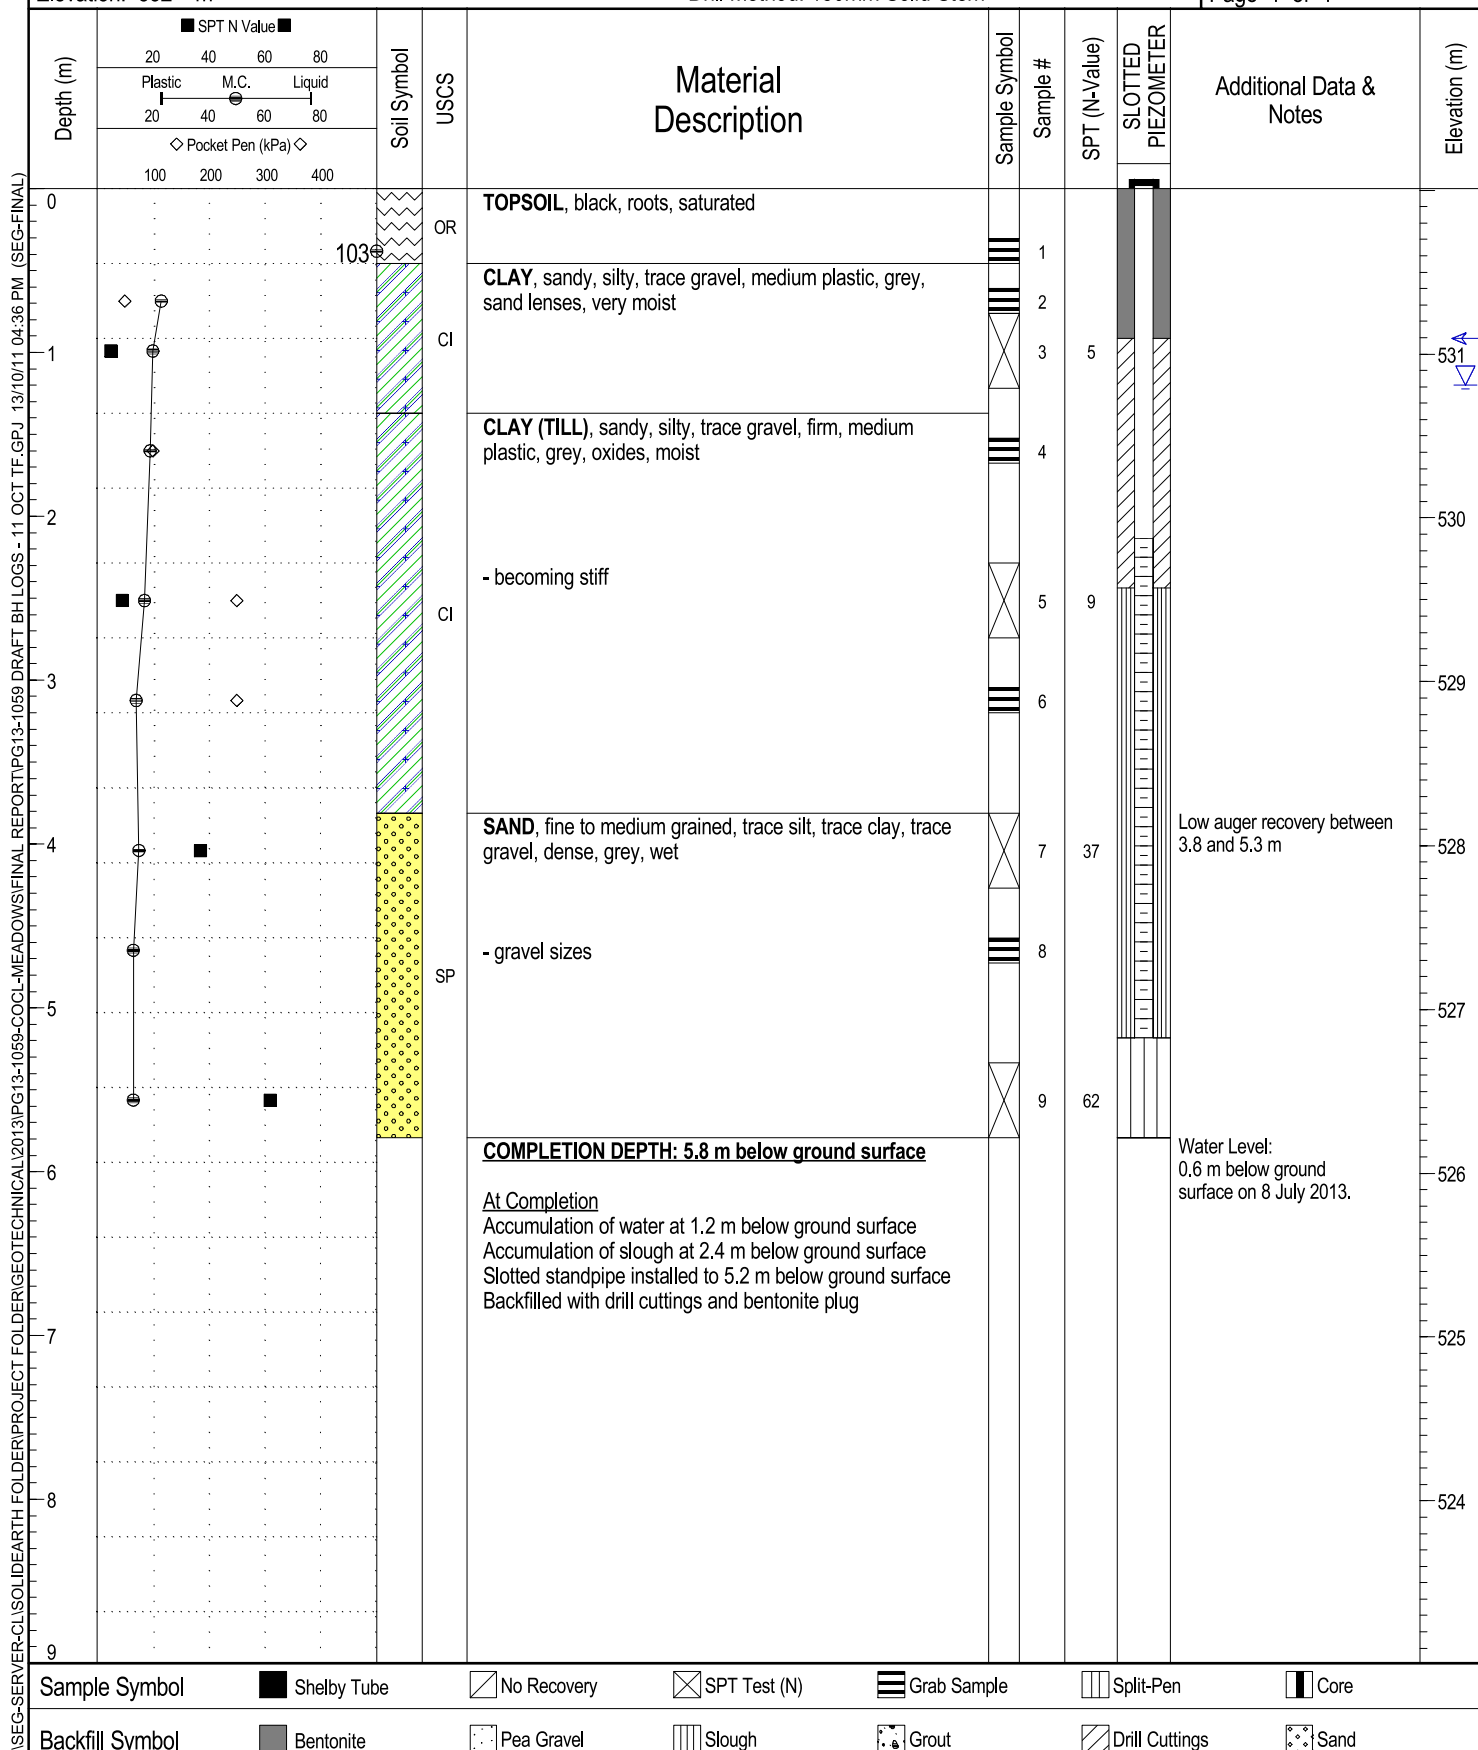 SPT N Value
20 40 60 80
Plastic M.C. Liquid
20 40 60 80
Pocket Pen (kPa)
100 200 300 400
Depth (m)
Soil Symbol
USCS
Material
Description
Sample Symbol
Sample #
SPT (N-Value)
SLOTTED
PIEZOMETER
Additional Data &
Notes
Elevation (m)
0
TOPSOIL, black, roots, saturated
OR
103
1
CLAY, sandy, silty, trace gravel, medium plastic, grey,
sand lenses, very moist
2
CI
1
3 5
531
CLAY (TILL), sandy, silty, trace gravel, firm, medium
plastic, grey, oxides, moist
4
2
530
- becoming stiff
5 9
CI
3
529
6
SAND, fine to medium grained, trace silt, trace clay, trace
gravel, dense, grey, wet
Low auger recovery between
3.8 and 5.3 m
4
7 37
528
- gravel sizes
8
SP
5
527
9 62
COMPLETION DEPTH: 5.8 m below ground surface
Water Level:
0.6 m below ground
surface on 8 July 2013.
6
526
At Completion
Accumulation of water at 1.2 m below ground surface
Accumulation of slough at 2.4 m below ground surface
Slotted standpipe installed to 5.2 m below ground surface
Backfilled with drill cuttings and bentonite plug
7
525
8
524
9
Sample Symbol Shelby Tube No Recovery SPT Test (N) Grab Sample Split-Pen Core
Backfill Symbol Bentonite Pea Gravel Slough Grout Drill Cuttings Sand
\SEG-SERVER-CL\SOLIDEARTH FOLDER\PROJECT FOLDER\GEOTECHNICAL\2013\PG13-1059-COCL-MEADOWS\FINAL REPORT\PG13-1059 DRAFT BH LOGS - 11 OCT TF.GPJ 13/10/11 04:36 PM (SEG-FINAL)